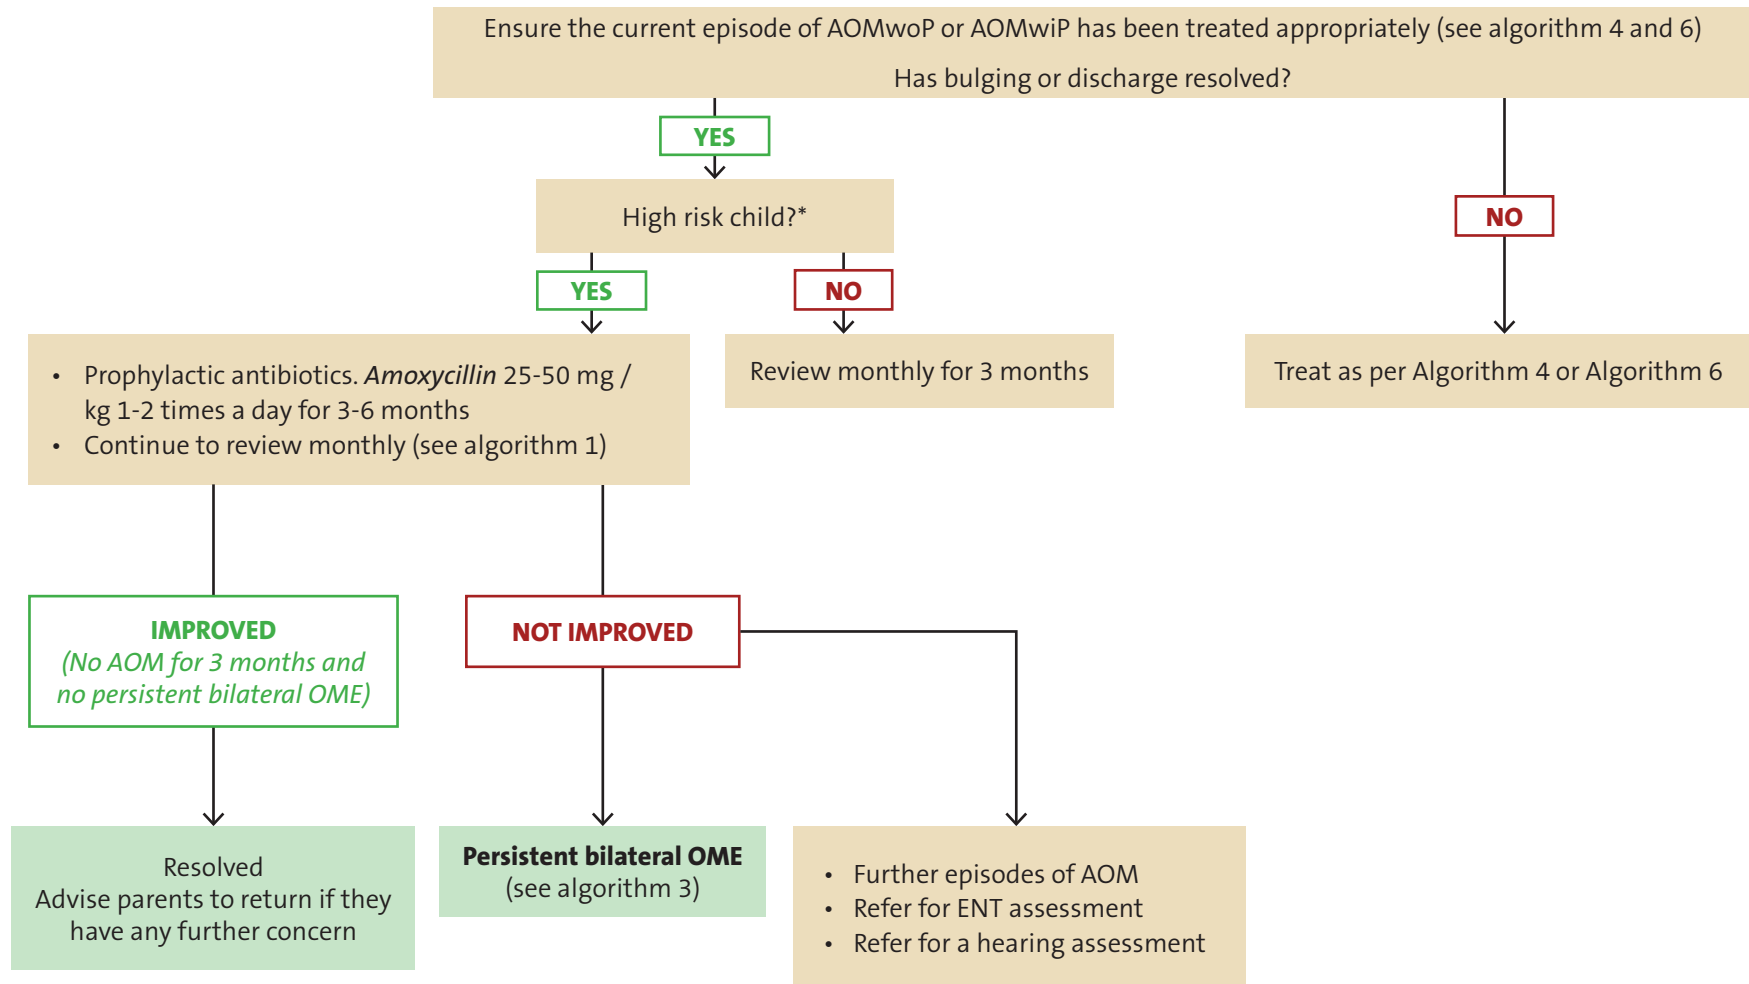 Ensure the current episode of AOMwoP or AOMwiP has been treated appropriately (see algorithm 4 and 6)
Has bulging or discharge resolved?
YES
High risk child?*
NO
YES
NO
• Prophylactic antibiotics. Amoxycillin 25-50 mg /
kg 1-2 times a day for 3-6 months
• Continue to review monthly (see algorithm 1)
Review monthly for 3 months
Treat as per Algorithm 4 or Algorithm 6
IMPROVED
(No AOM for 3 months and
no persistent bilateral OME)
NOT IMPROVED
Resolved
Advise parents to return if they
have any further concern
Persistent bilateral OME
(see algorithm 3)
• Further episodes of AOM
• Refer for ENT assessment
• Refer for a hearing assessment